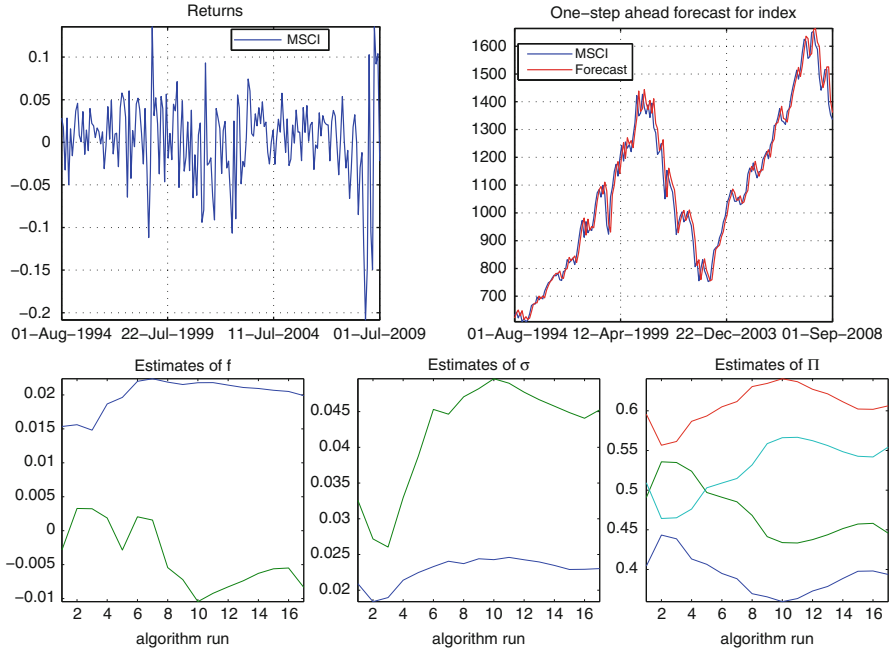 Returns
MSCI
0.1
0.05
0
−0.05
−0.1
−0.15
−0.2
01−Aug−1994 22−Jul−1999 11−Jul−2004 01−Jul−2009
One−step ahead forecast for index
MSCI
Forecast
1600
1500
1400
1300
1200
1100
1000
900
800
700
01−Aug−1994 12−Apr−1999 22−Dec−2003 01−Sep−2008
Estimates of f
0.02
0.015
0.01
0.005
0
−0.005
−0.01
2 4 6 8 10 12 14 16
algorithm run
Estimates of σ
0.045
0.04
0.035
0.03
0.025
0.02
2 4 6 8 10 12 14 16
algorithm run
Estimates of Π
0.6
0.55
0.5
0.45
0.4
2 4 6 8 10 12 14 16
algorithm run